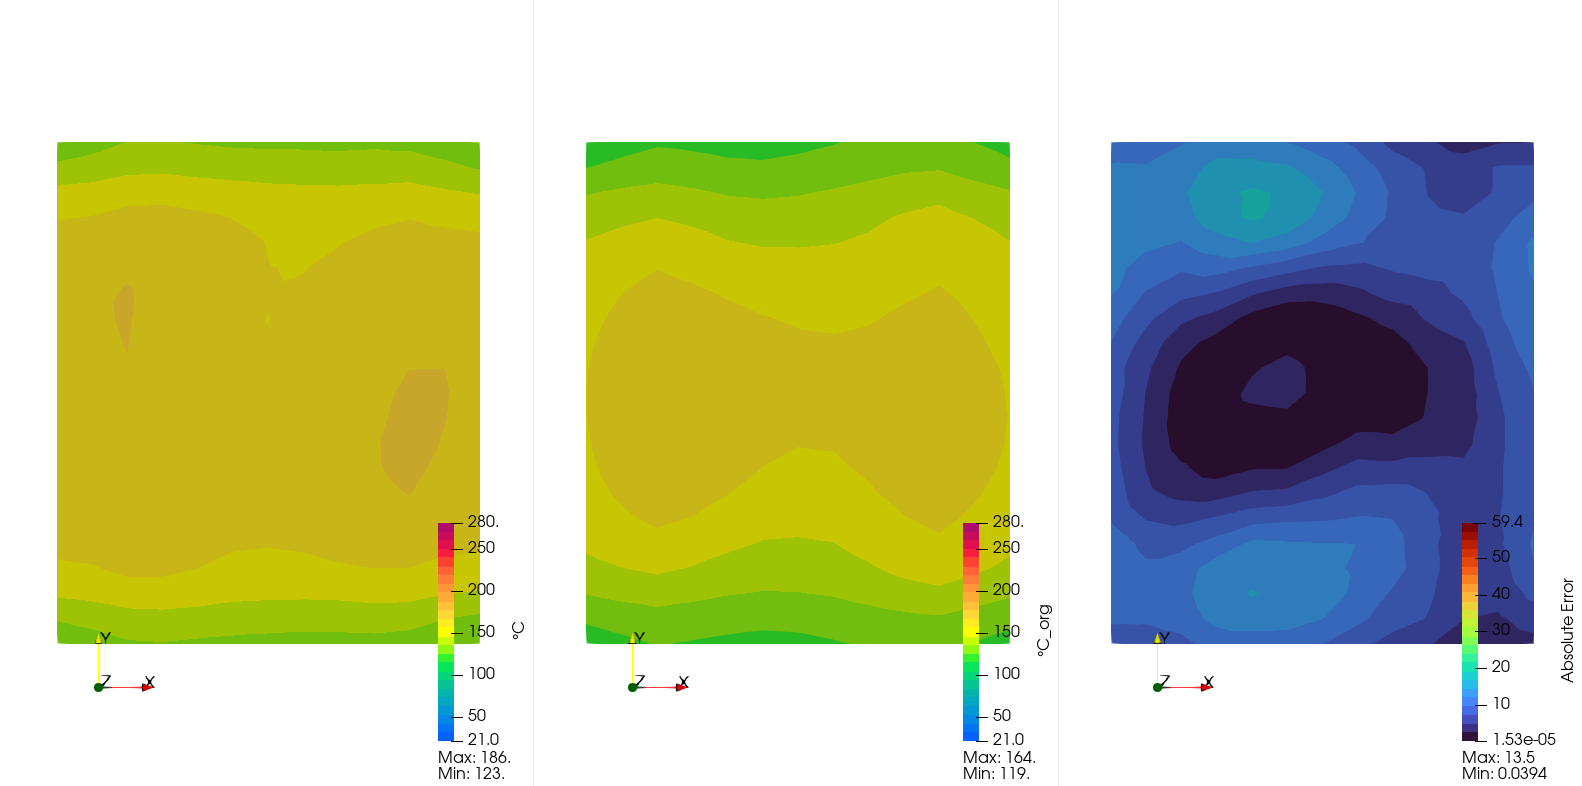 280.
250
200
150
100
50
21.0
°C
Max: 186.
Min: 123.
Y
Z
X
280.
250
200
150
100
50
21.0
°C_org
Max: 164.
Min: 119.
Y
Z
X
59.4
50
40
30
20
10
1.53e-05
Absolute Error
Max: 13.5
Min: 0.0394
Y
Z
X